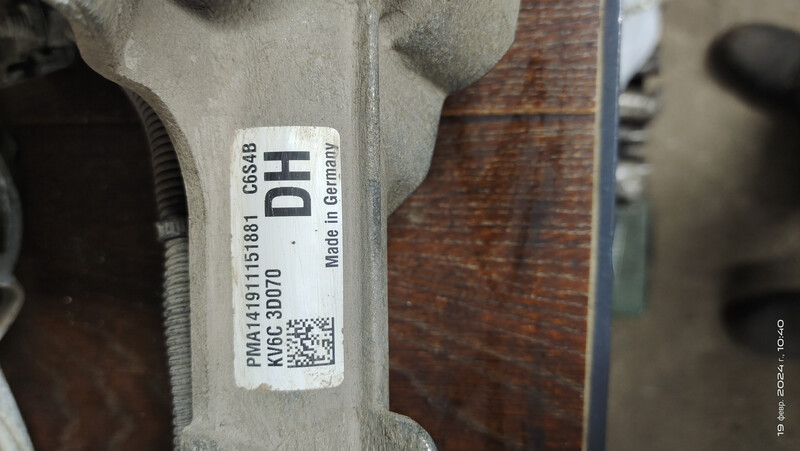 PMA141911151881 C6S4B
KV6C 3D070 DH
Made in Germany
19 февр. 2024 г., 10:40